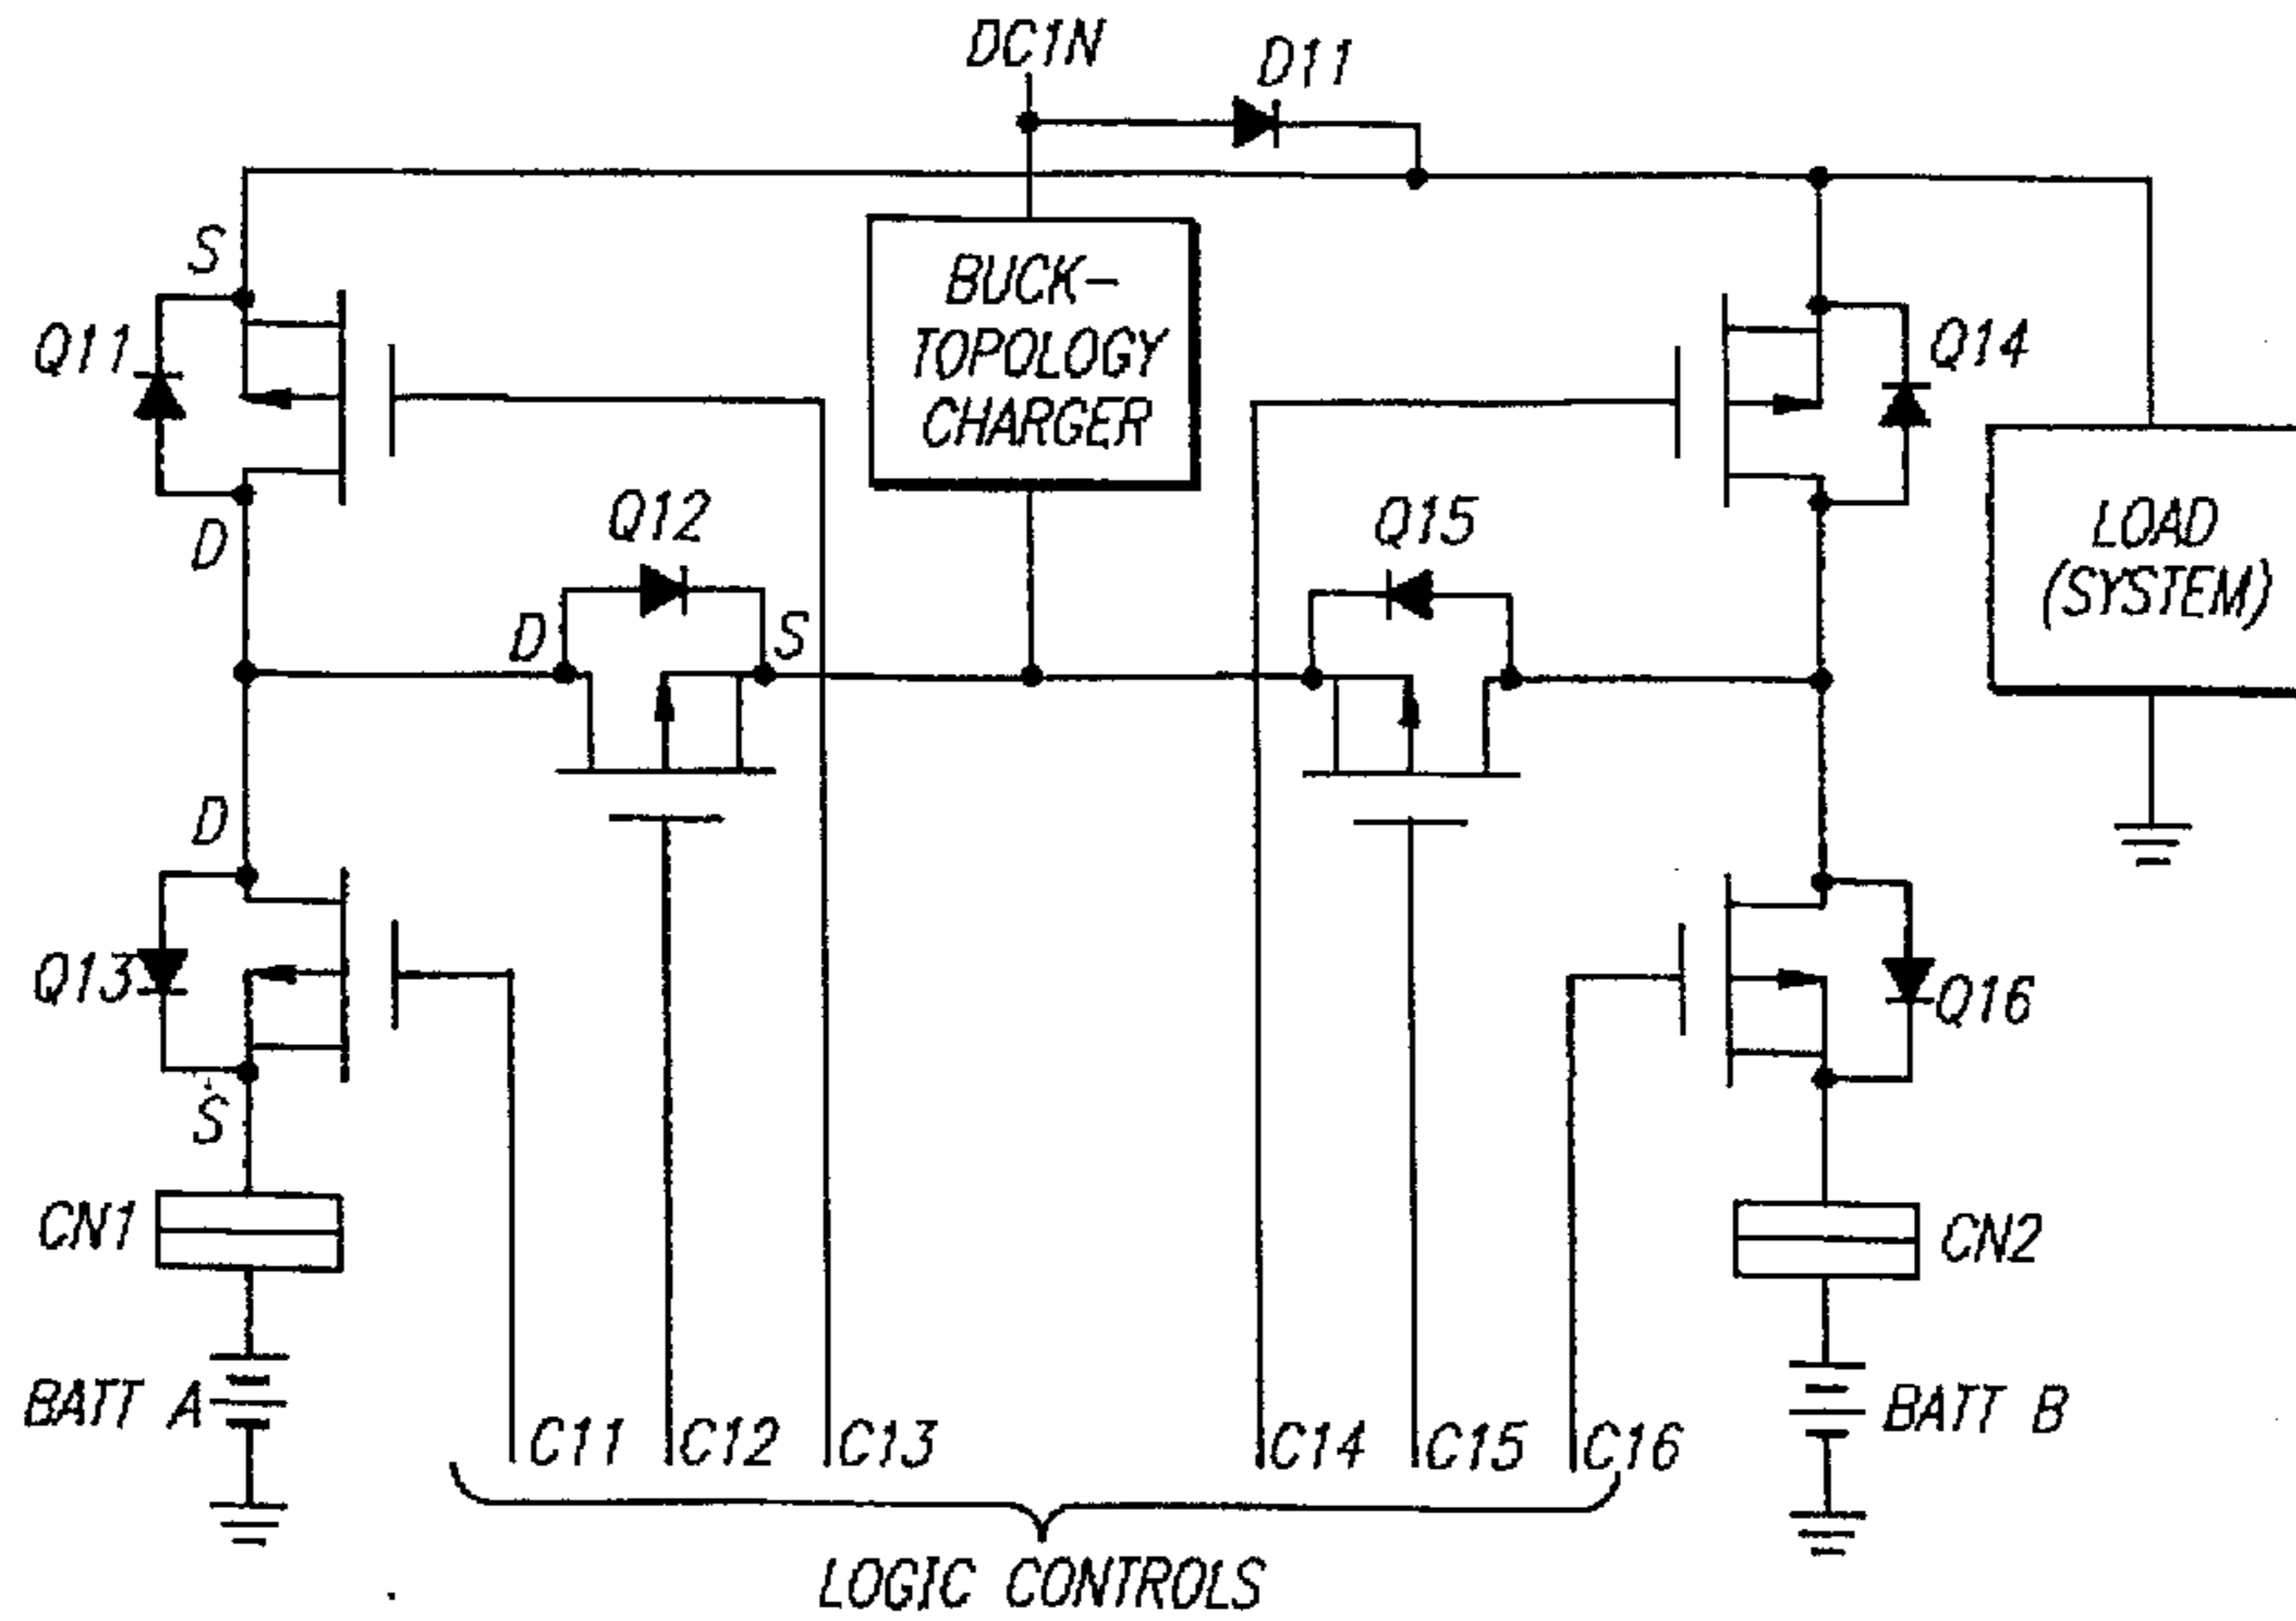 DC1N
D11
S
Q11
D
BUCK-
TOPOLOGY
CHARGER
Q14
Q12
D
S
Q15
LOAD
(SYSTEM)
D
Q13
S
Q16
CN1
CN2
BATT A
BATT B
C11
C12
C13
C14
C15
C16
LOGIC CONTROLS